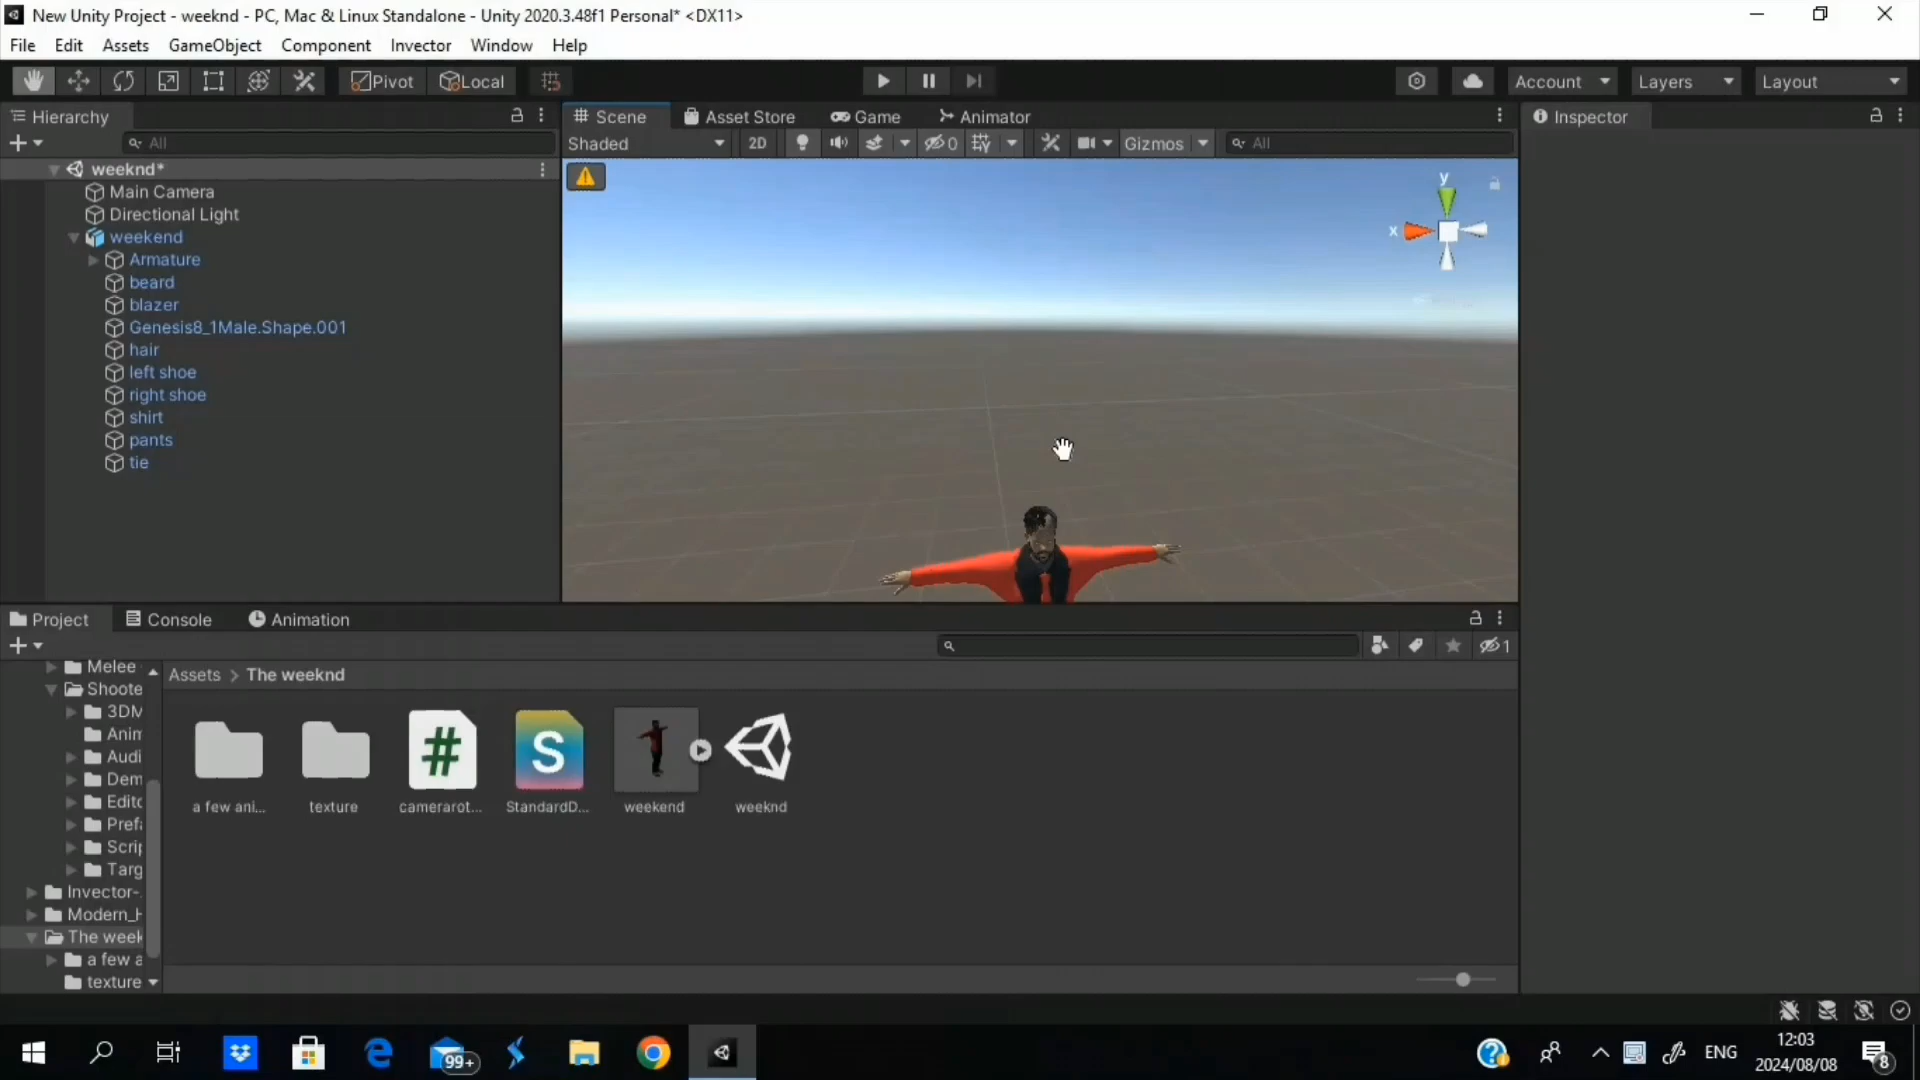 New Unity Project - weeknd - PC, Mac & Linux Standalone - Unity 2020.3.48f1 Personal* <DX11>
File Edit Assets GameObject Component Invector Window Help
Pivot Local Account Layers Layout
Hierarchy
All
weeknd*
Main Camera
Directional Light
weekend
Armature
beard
blazer
Genesis8_1Male.Shape.001
hair
left shoe
right shoe
shirt
pants
tie
Scene Asset Store Game Animator
Shaded 2D 0 Gizmos All
y
x
Inspector
Project Console Animation
1
Melee
Shoote
3DM
Anim
Audi
Dem
Edito
Prefa
Scrip
Targ
Invector-
Modern_H
The week
a few a
texture
Assets > The weeknd
a few ani... texture camerarot... StandardD... weekend weeknd
99+
ENG
12:03
2024/08/08
8